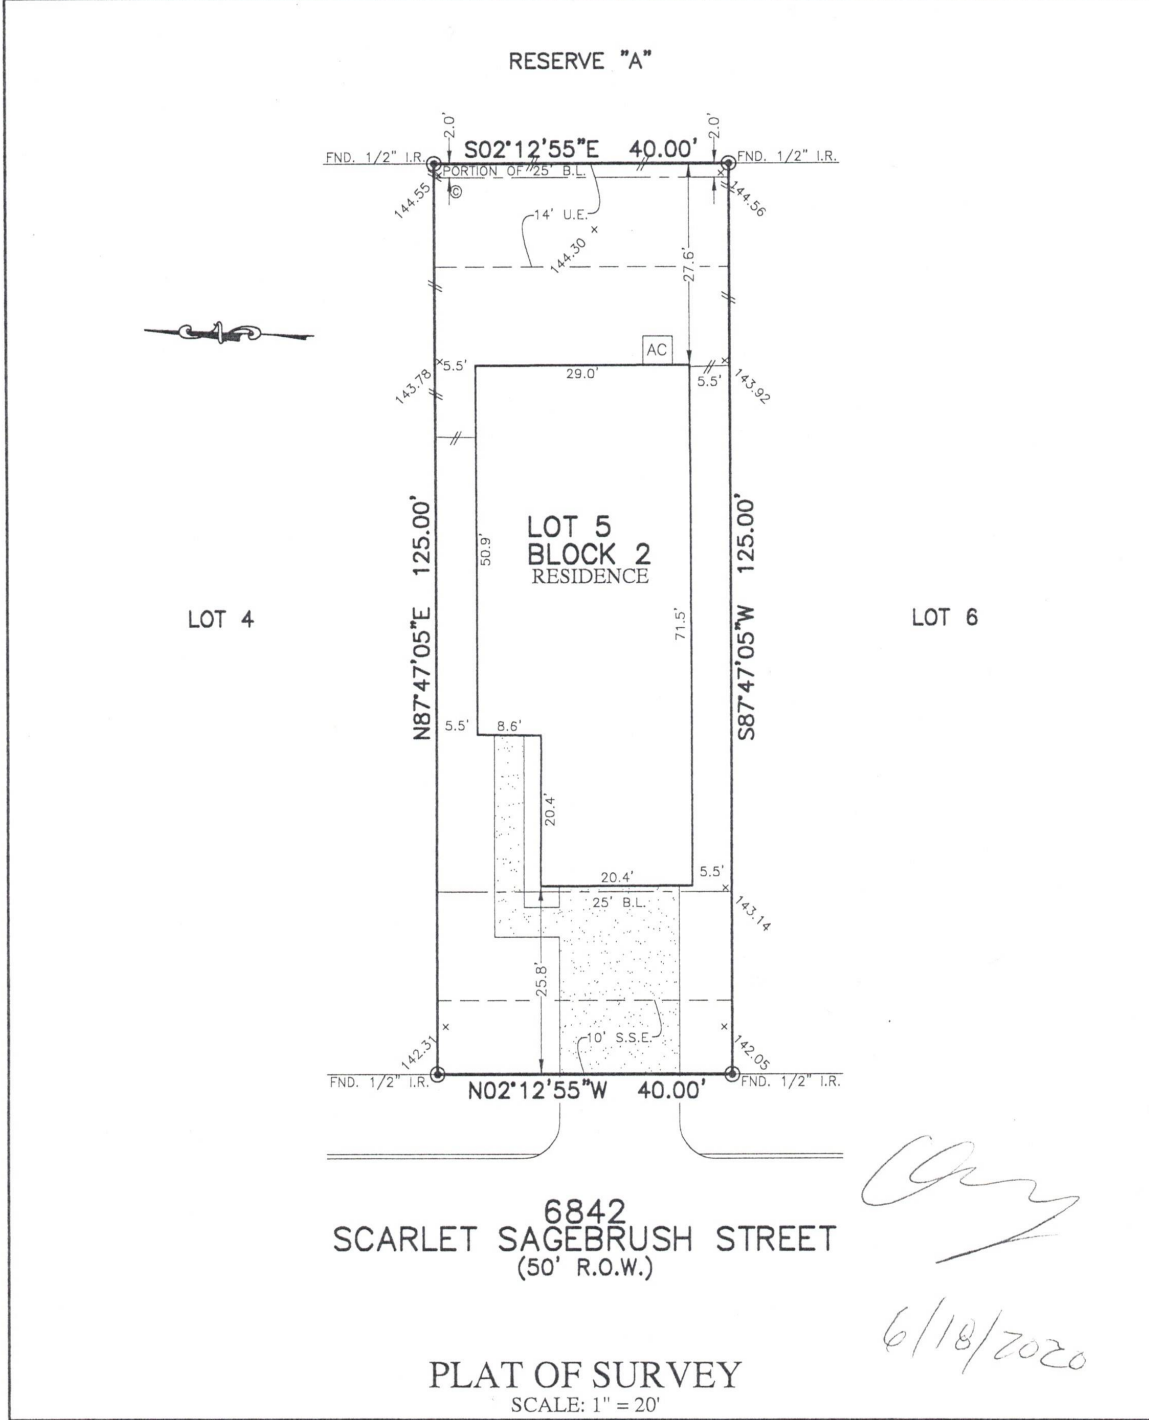 RESERVE "A"
2.0'
2.0'
FND. 1/2" I.R.
S02°12'55"E 40.00'
FND. 1/2" I.R.
PORTION OF 25' B.L.
©
144.55
144.56
14' U.E.
144.30
27.6'
AC
5.5'
29.0'
5.5'
143.78
143.92
N87°47'05"E 125.00'
50.9'
LOT 5
BLOCK 2
RESIDENCE
71.5'
S87°47'05"W 125.00'
LOT 4
LOT 6
5.5'
8.6'
20.4'
20.4'
5.5'
25' B.L.
143.14
25.8'
10' S.S.E.
142.31
142.05
FND. 1/2" I.R.
N02°12'55"W 40.00'
FND. 1/2" I.R.
6842
SCARLET SAGEBRUSH STREET
(50' R.O.W.)
6/18/2020
PLAT OF SURVEY
SCALE: 1" = 20'